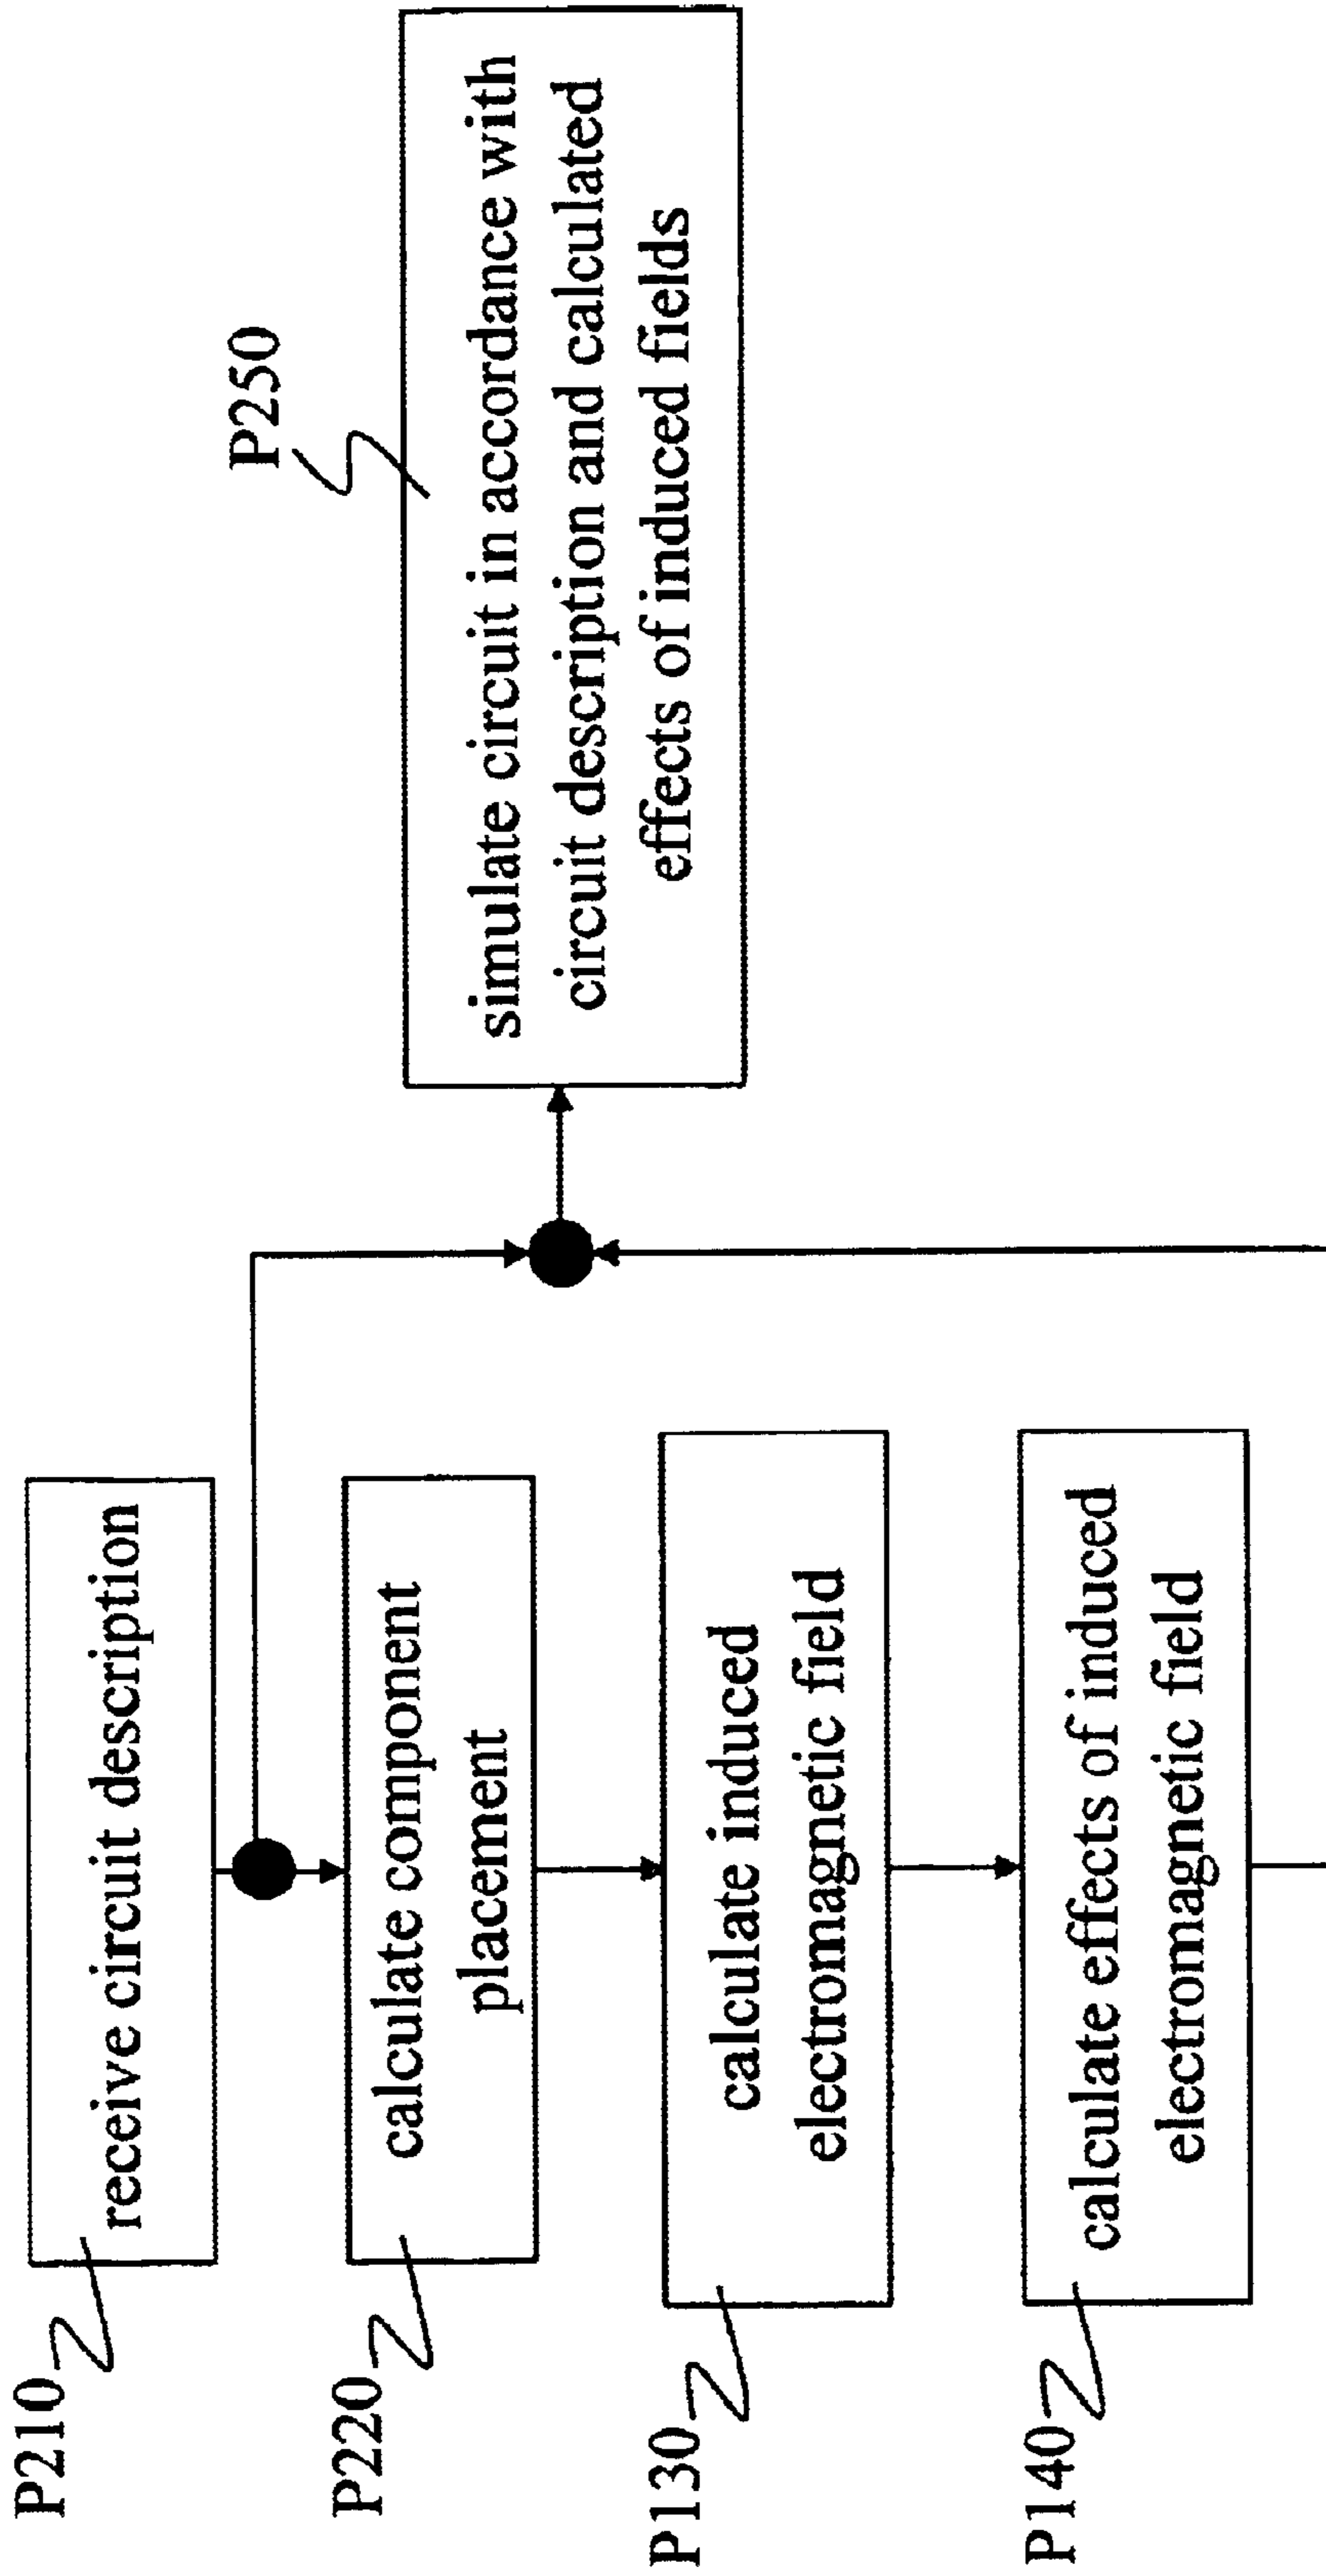 P210
receive circuit description
P220
calculate component
placement
P130
calculate induced
electromagnetic field
P140
calculate effects of induced
electromagnetic field
P250
simulate circuit in accordance with
circuit description and calculated
effects of induced fields